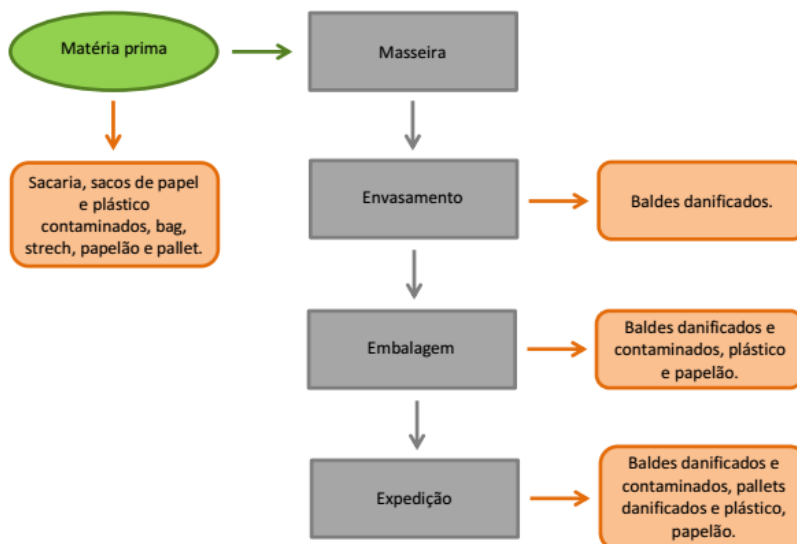 Matéria prima
Masseira
Sacaria, sacos de papel
e plástico
contaminados, bag,
strech, papelão e pallet.
Envasamento
Baldes danificados.
Embalagem
Baldes danificados e
contaminados, plástico
e papelão.
Expedição
Baldes danificados e
contaminados, pallets
danificados e plástico,
papelão.